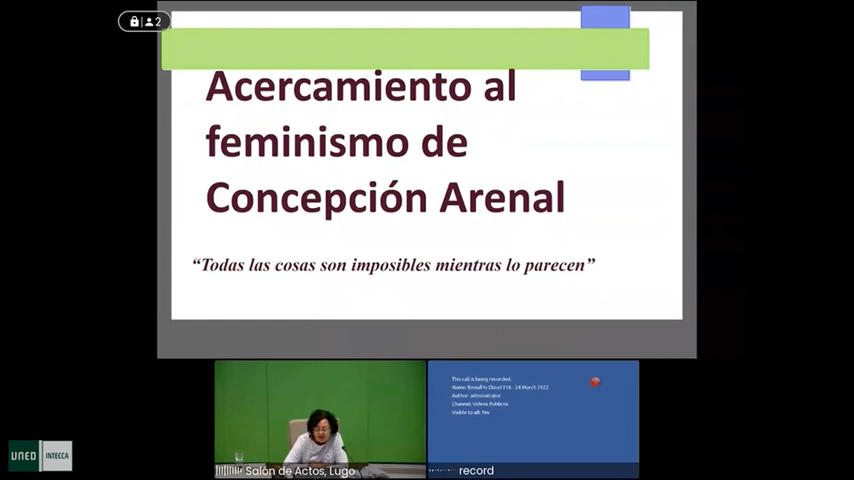 2
Acercamiento al
feminismo de
Concepción Arenal
“Todas las cosas son imposibles mientras lo parecen”
This call is being recorded.
Author: administrator
Channel: Videos Publicos
Visible to all: Yes
UNED INTECCA
Salón de Actos, Lugo
record